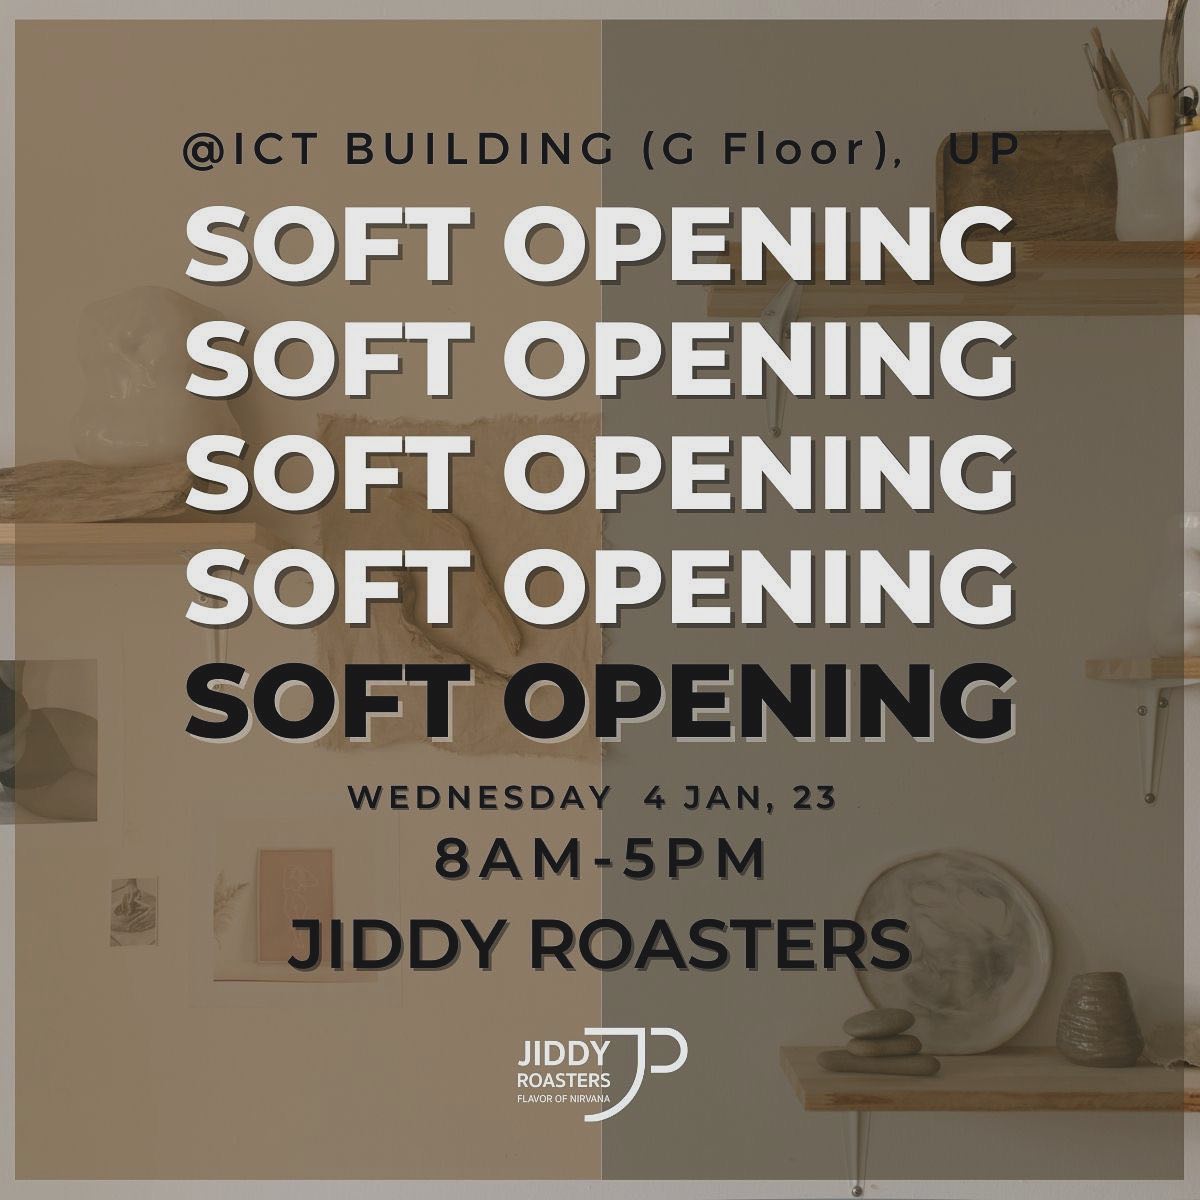 @ICT BUILDING (G Floor), UP
SOFT OPENING
SOFT OPENING
SOFT OPENING
SOFT OPENING
SOFT OPENING
WEDNESDAY 4 JAN, 23
8AM-5PM
JIDDY ROASTERS
JIDDY
ROASTERS
FLAVOR OF NIRVANA